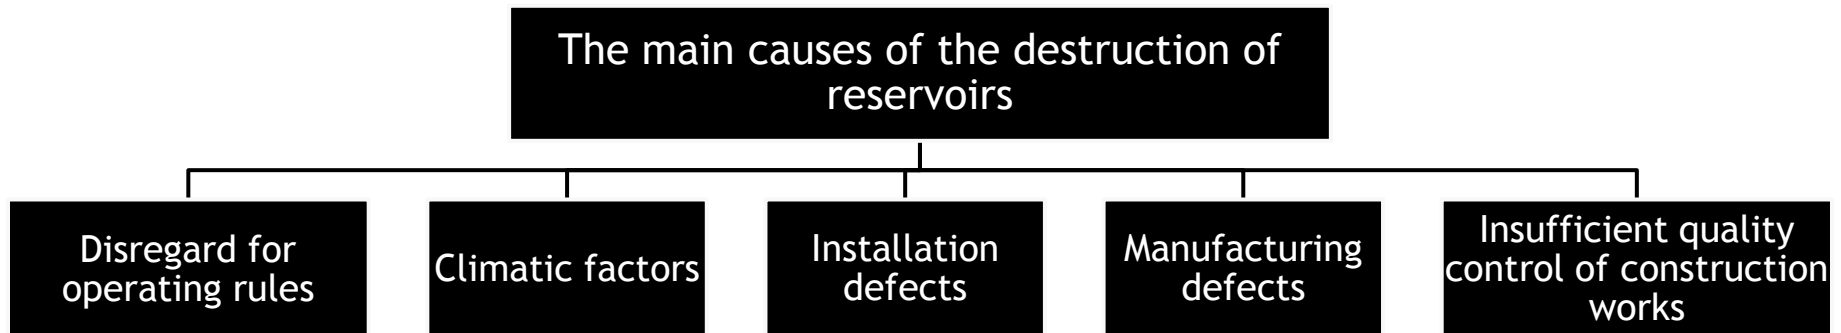 The main causes of the destruction of
reservoirs
Disregard for
operating rules
Climatic factors
Installation
defects
Manufacturing
defects
Insufficient quality
control of construction
works